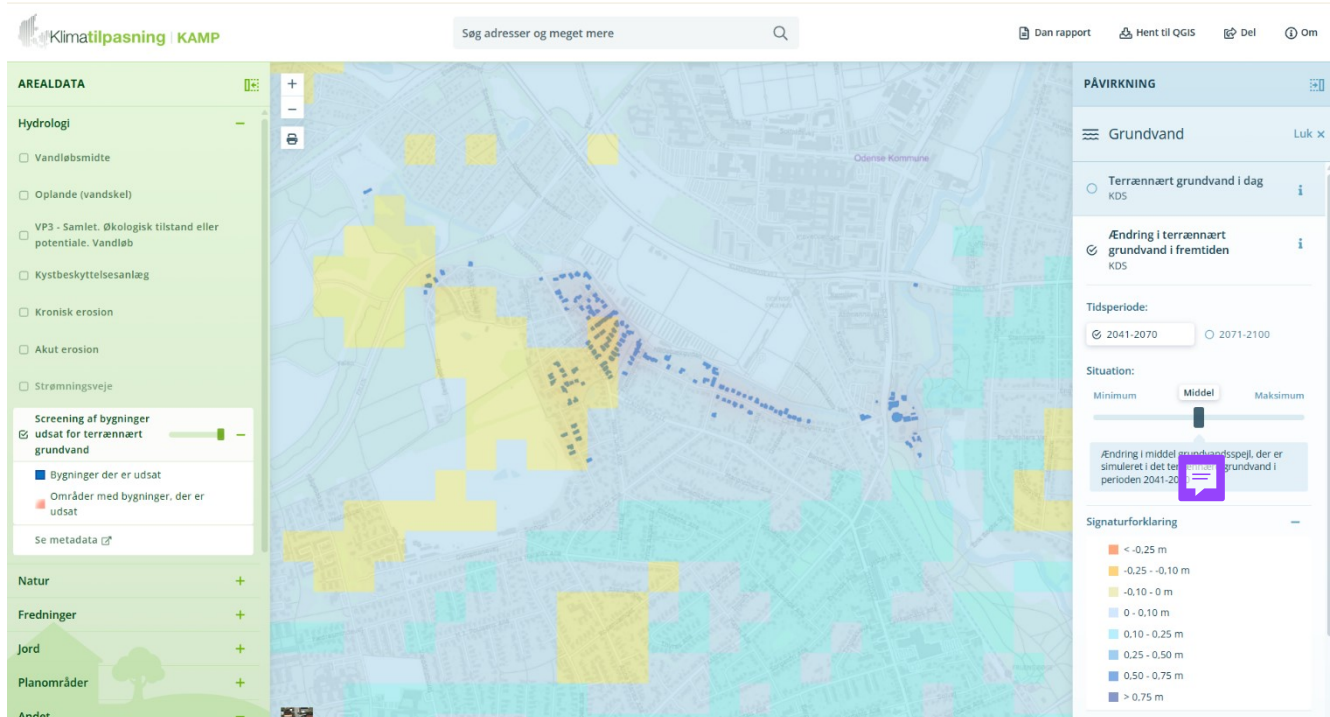 Klimatilpasning | KAMP
Søg adresser og meget mere
Dan rapport
Hent til QGIS
Del
Om
AREALDATA
Hydrologi
Vandløbsmidte
Oplande (vandskel)
VP3 - Samlet. Økologisk tilstand eller
potentiale. Vandløb
Kystbeskyttelsesanlæg
Kronisk erosion
Akut erosion
Strømningsveje
Screening af bygninger
udsat for terrænnært
grundvand
Bygninger der er udsat
Områder med bygninger, der er
udsat
Se metadata
Natur
Fredninger
Jord
Planområder
Andet
Odense Kommune
PÅVIRKNING
Grundvand
Luk ×
Terrænnært grundvand i dag
KDS
Ændring i terrænnært
grundvand i fremtiden
KDS
Tidsperiode:
2041-2070
2071-2100
Situation:
Minimum
Middel
Maksimum
Ændring i middel grundvandsspejl, der er
simuleret i det grundvand i
perioden
Signaturforklaring
< -0,25 m
-0,25 - -0,10 m
-0,10 - 0 m
0 - 0,10 m
0,10 - 0,25 m
0,25 - 0,50 m
0,50 - 0,75 m
> 0,75 m